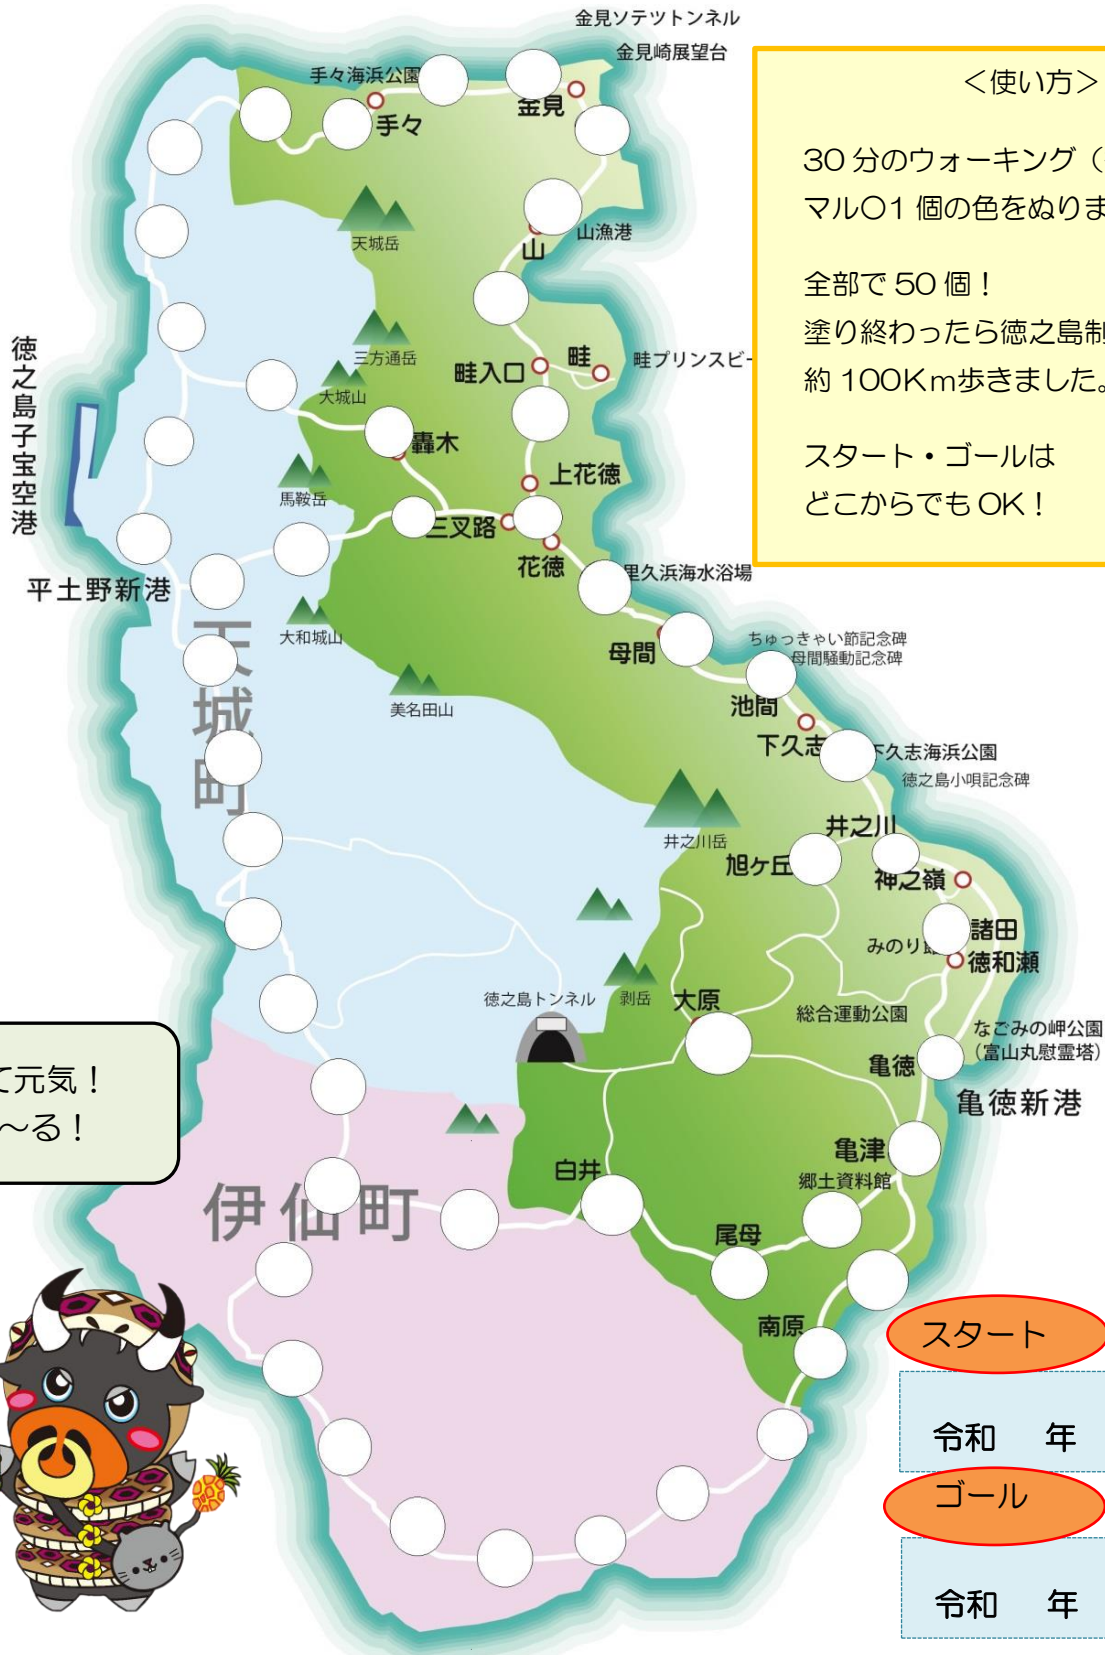 金見ソテツトンネル
金見崎展望台
手々海浜公園
金見
手々
<使い方>
30分のウォーキング（
マル〇1個の色をぬりま
全部で50個！
塗り終わったら徳之島制
約100Km歩きました。
スタート・ゴールは
どこからでもOK！
天城岳
山
山漁港
三方通岳
大城山
畦入口
畦
畦プリンスビー
徳之島子宝空港
轟木
馬鞍岳
上花徳
三叉路
花徳
平土野新港
里久浜海水浴場
大和城山
天城町
母間
ちゅっきゃい節記念碑
母間騒動記念碑
美名田山
池間
下久志
下久志海浜公園
徳之島小唄記念碑
井之川岳
井之川
旭ヶ丘
神之嶺
諸田
みのり館
徳和瀬
徳之島トンネル
剥岳
大原
総合運動公園
なごみの岬公園
（富山丸慰霊塔）
亀徳
亀徳新港
て元気！
〜る！
亀津
郷土資料館
白井
伊仙町
尾母
南原
スタート
令和 年
ゴール
令和 年